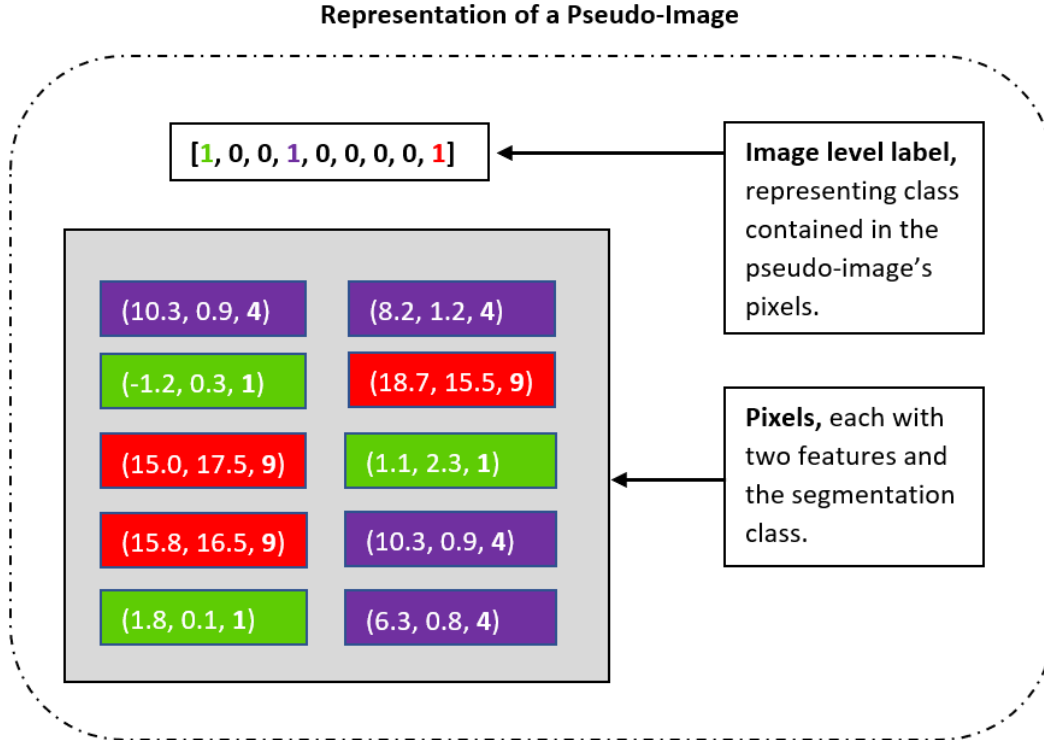 Representation of a Pseudo-Image
[1, 0, 0, 1, 0, 0, 0, 0, 1]
Image level label,
representing class
contained in the
pseudo-image's
pixels.
(10.3, 0.9, 4)
(8.2, 1.2, 4)
(-1.2, 0.3, 1)
(18.7, 15.5, 9)
(15.0, 17.5, 9)
(1.1, 2.3, 1)
(15.8, 16.5, 9)
(10.3, 0.9, 4)
(1.8, 0.1, 1)
(6.3, 0.8, 4)
Pixels, each with
two features and
the segmentation
class.